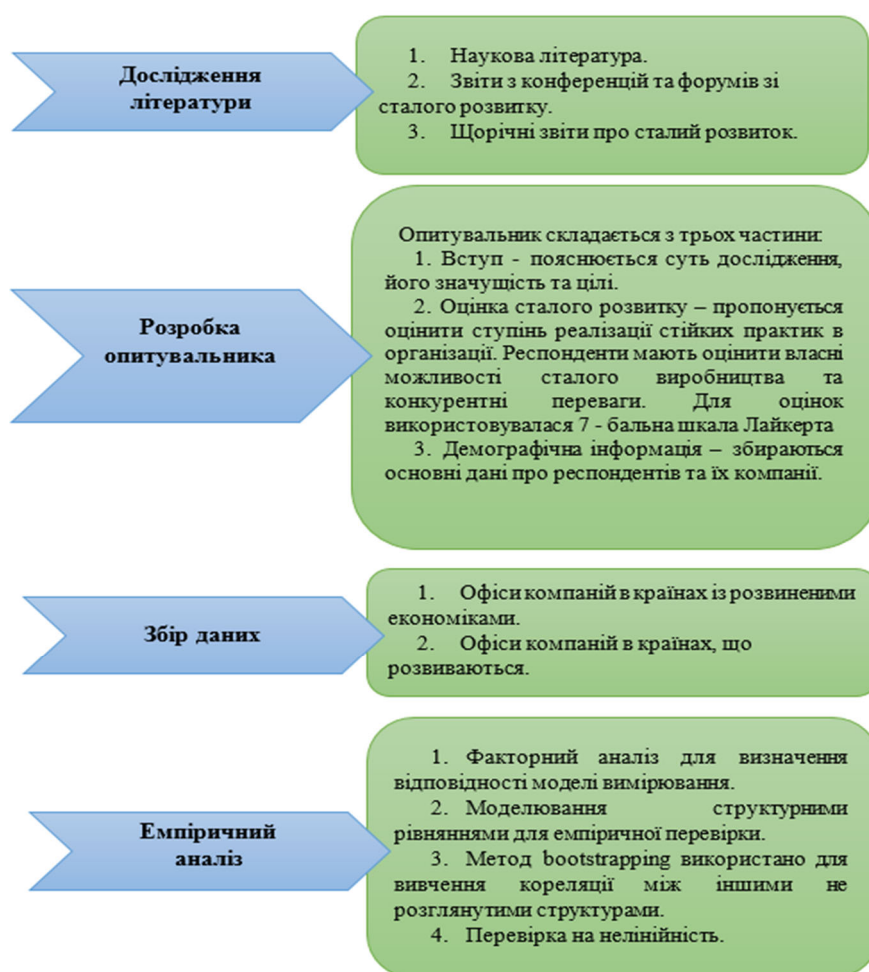 Дослідження
літератури
1. Наукова література.
2. Звіти з конференцій та форумів зі
сталого розвитку.
3. Щорічні звіти про сталий розвиток.
Розробка
опитувальника
Опитувальник складається з трьох частини:
1. Вступ - пояснюється суть дослідження,
його значущість та цілі.
2. Оцінка сталого розвитку – пропонується
оцінити ступінь реалізації стійких практик в
організації. Респонденти мають оцінити власні
можливості сталого виробництва та
конкурентні переваги. Для оцінок
використовувалася 7 - бальна шкала Лайкерта
3. Демографічна інформація – збираються
основні дані про респондентів та їх компанії.
Збір даних
1. Офіси компаній в країнах із розвиненими
економіками.
2. Офіси компаній в країнах, що
розвиваються.
Емпіричний
аналіз
1. Факторний аналіз для визначення
відповідності моделі вимірювання.
2. Моделювання структурними
рівняннями для емпіричної перевірки.
3. Метод bootstrapping використано для
вивчення кореляції між іншими не
розглянутими структурами.
4. Перевірка на нелінійність.